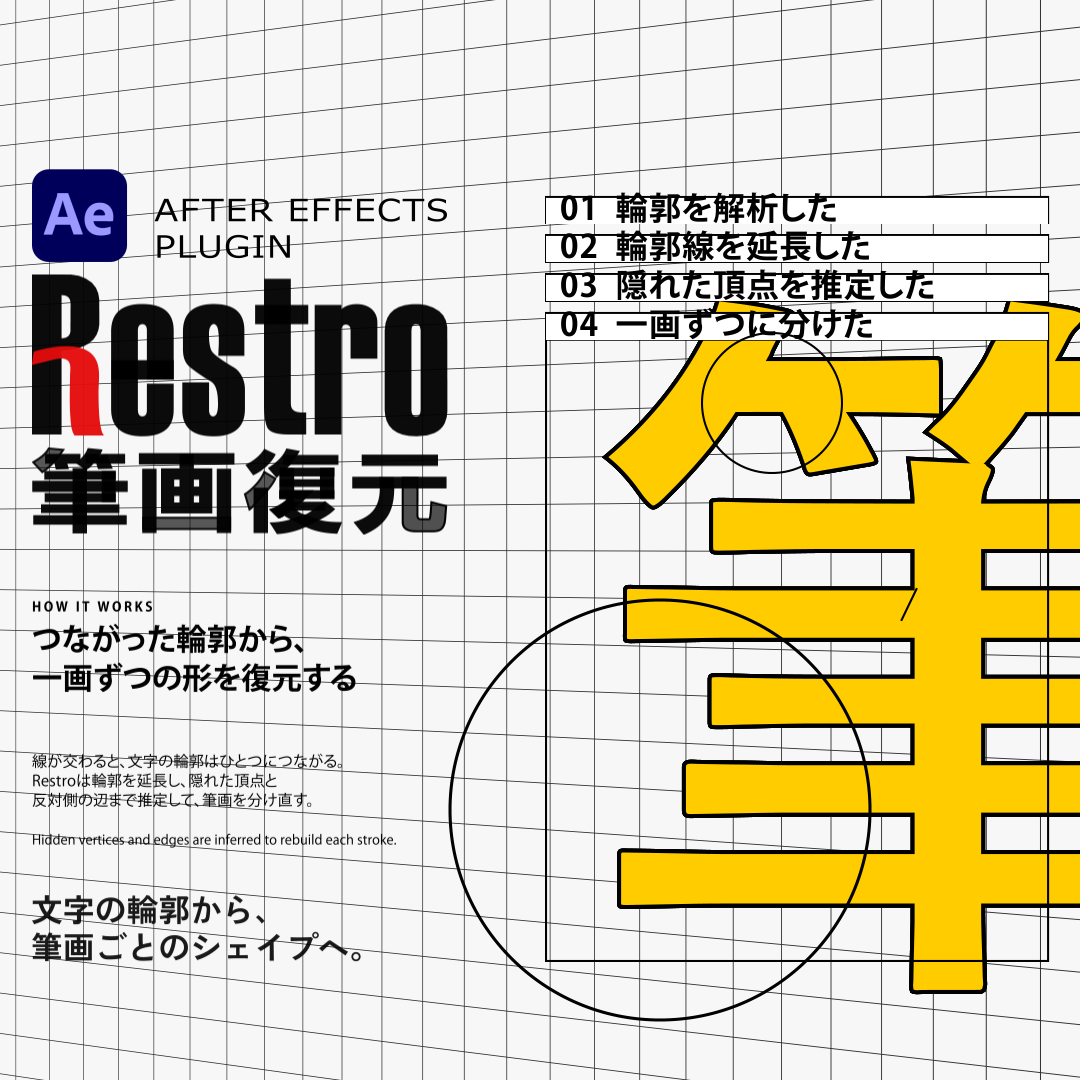 Ae
AFTER EFFECTS
PLUGIN
Restro
筆画復元
HOW IT WORKS
つながった輪郭から、
一画ずつの形を復元する
線が交わると、文字の輪郭はひとつにつながる。
Restroは輪郭を延長し、隠れた頂点と
反対側の辺まで推定して、筆画を分け直す。
Hidden vertices and edges are inferred to rebuild each stroke.
文字の輪郭から、
筆画ごとのシェイプへ。
01 輪郭を解析した
02 輪郭線を延長した
03 隠れた頂点を推定した
04 一画ずつに分けた
筆